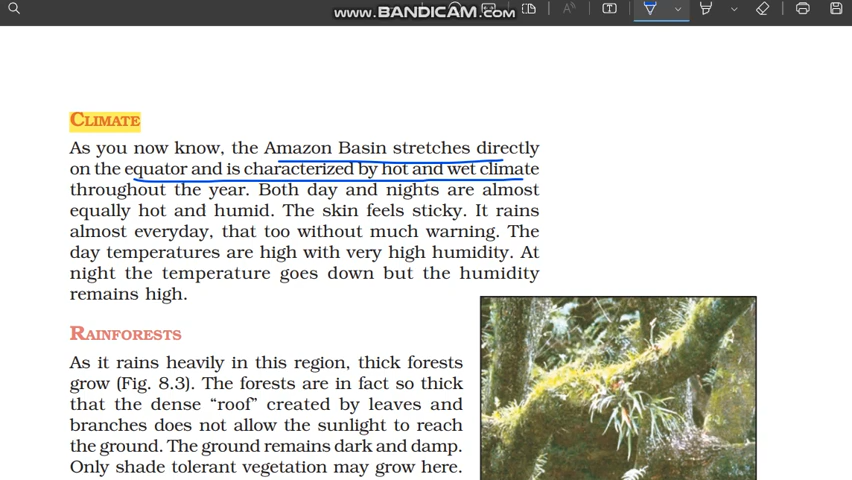 www.BANDICAM.com
CLIMATE
As you now know, the Amazon Basin stretches directly
on the equator and is characterized by hot and wet climate
throughout the year. Both day and nights are almost
equally hot and humid. The skin feels sticky. It rains
almost everyday, that too without much warning. The
day temperatures are high with very high humidity. At
night the temperature goes down but the humidity
remains high.
RAINFORESTS
As it rains heavily in this region, thick forests
grow (Fig. 8.3). The forests are in fact so thick
that the dense “roof” created by leaves and
branches does not allow the sunlight to reach
the ground. The ground remains dark and damp.
Only shade tolerant vegetation may grow here.